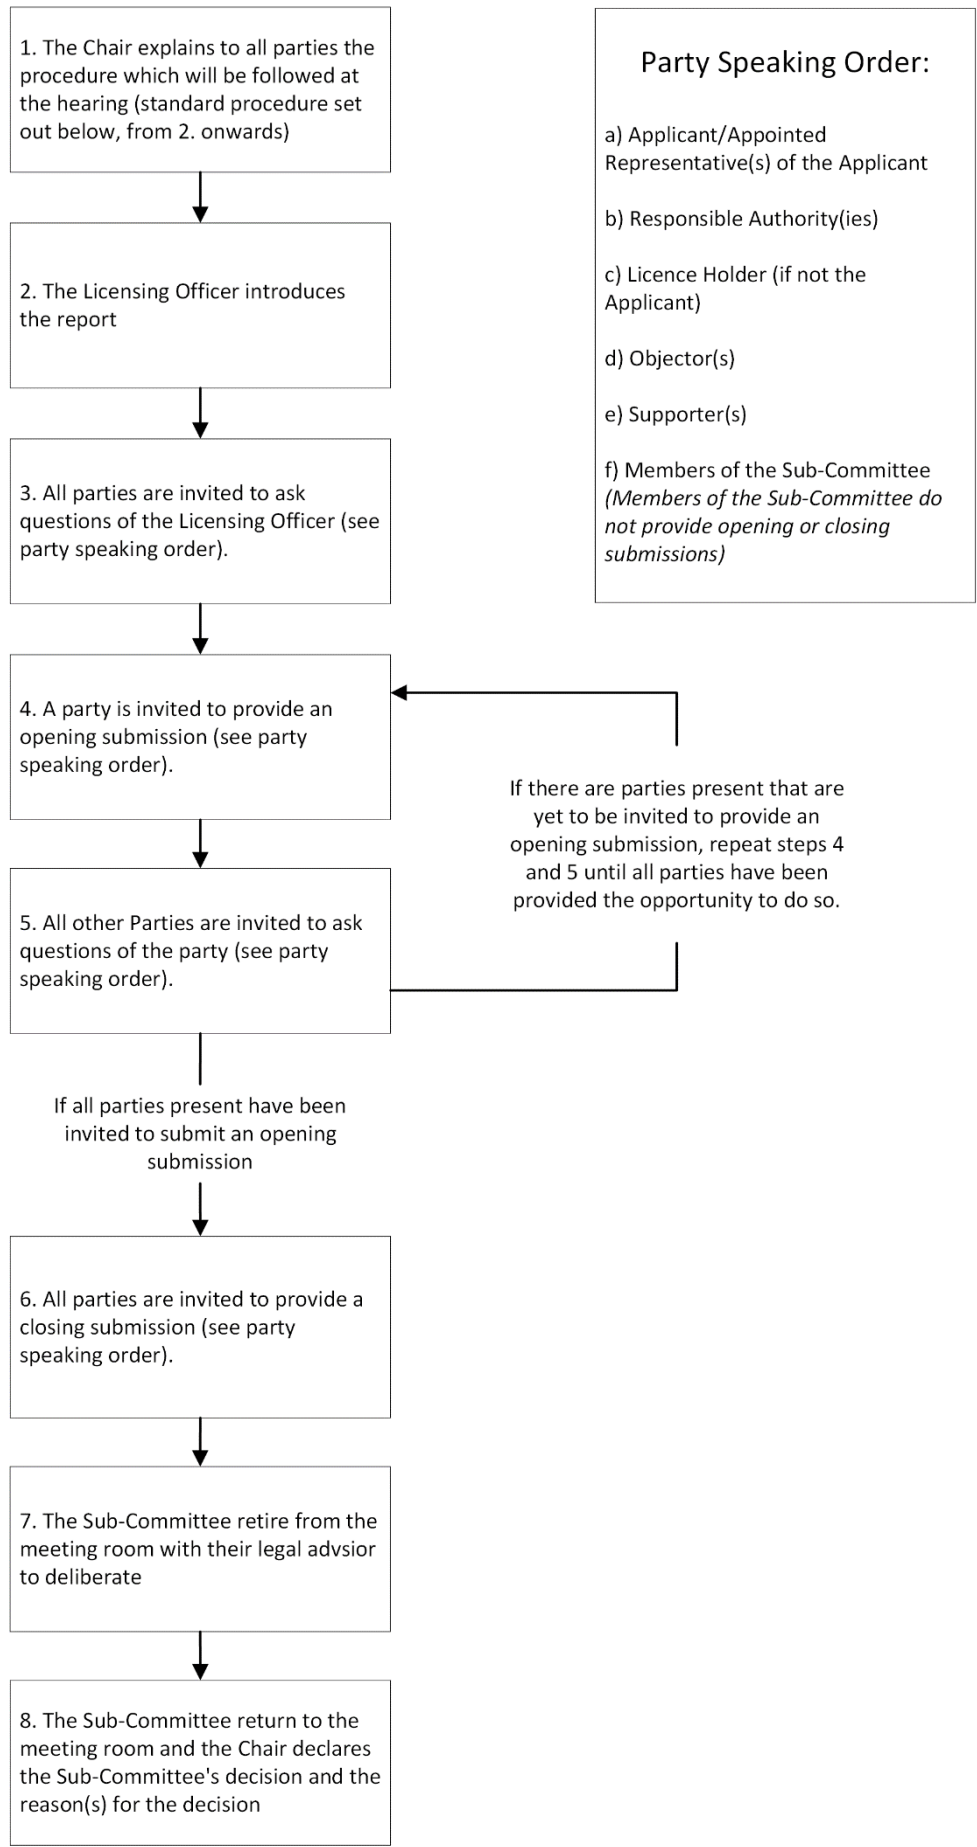 1. The Chair explains to all parties the
procedure which will be followed at
the hearing (standard procedure set
out below, from 2. onwards)
2. The Licensing Officer introduces
the report
3. All parties are invited to ask
questions of the Licensing Officer (see
party speaking order).
4. A party is invited to provide an
opening submission (see party
speaking order).
5. All other Parties are invited to ask
questions of the party (see party
speaking order).
If there are parties present that are
yet to be invited to provide an
opening submission, repeat steps 4
and 5 until all parties have been
provided the opportunity to do so.
If all parties present have been
invited to submit an opening
submission
6. All parties are invited to provide a
closing submission (see party
speaking order).
7. The Sub-Committee retire from the
meeting room with their legal advsior
to deliberate
8. The Sub-Committee return to the
meeting room and the Chair declares
the Sub-Committee's decision and the
reason(s) for the decision
Party Speaking Order:
a) Applicant/Appointed
Representative(s) of the Applicant
b) Responsible Authority(ies)
c) Licence Holder (if not the
Applicant)
d) Objector(s)
e) Supporter(s)
f) Members of the Sub-Committee
(Members of the Sub-Committee do
not provide opening or closing
submissions)